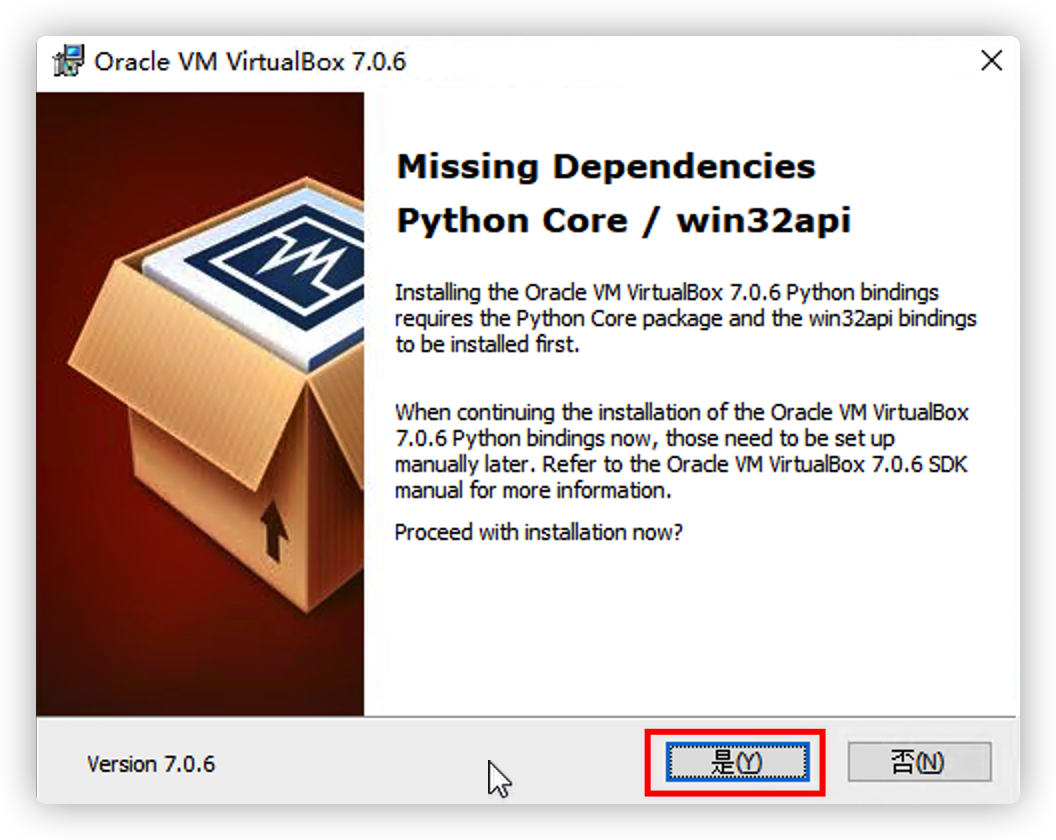 Oracle VM VirtualBox 7.0.6
Missing Dependencies
Python Core / win32api
Installing the Oracle VM VirtualBox 7.0.6 Python bindings
requires the Python Core package and the win32api bindings
to be installed first.
When continuing the installation of the Oracle VM VirtualBox
7.0.6 Python bindings now, those need to be set up
manually later. Refer to the Oracle VM VirtualBox 7.0.6 SDK
manual for more information.
Proceed with installation now?
Version 7.0.6
是(Y)
否(N)